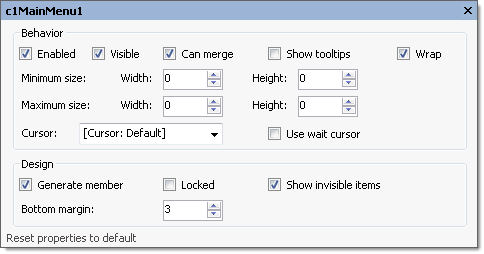 c1MainMenu1
Behavior
Enabled Visible Can merge Show tooltips Wrap
Minimum size: Width: 0 Height: 0
Maximum size: Width: 0 Height: 0
Cursor: [Cursor: Default] Use wait cursor
Design
Generate member Locked Show invisible items
Bottom margin: 3
Reset properties to default